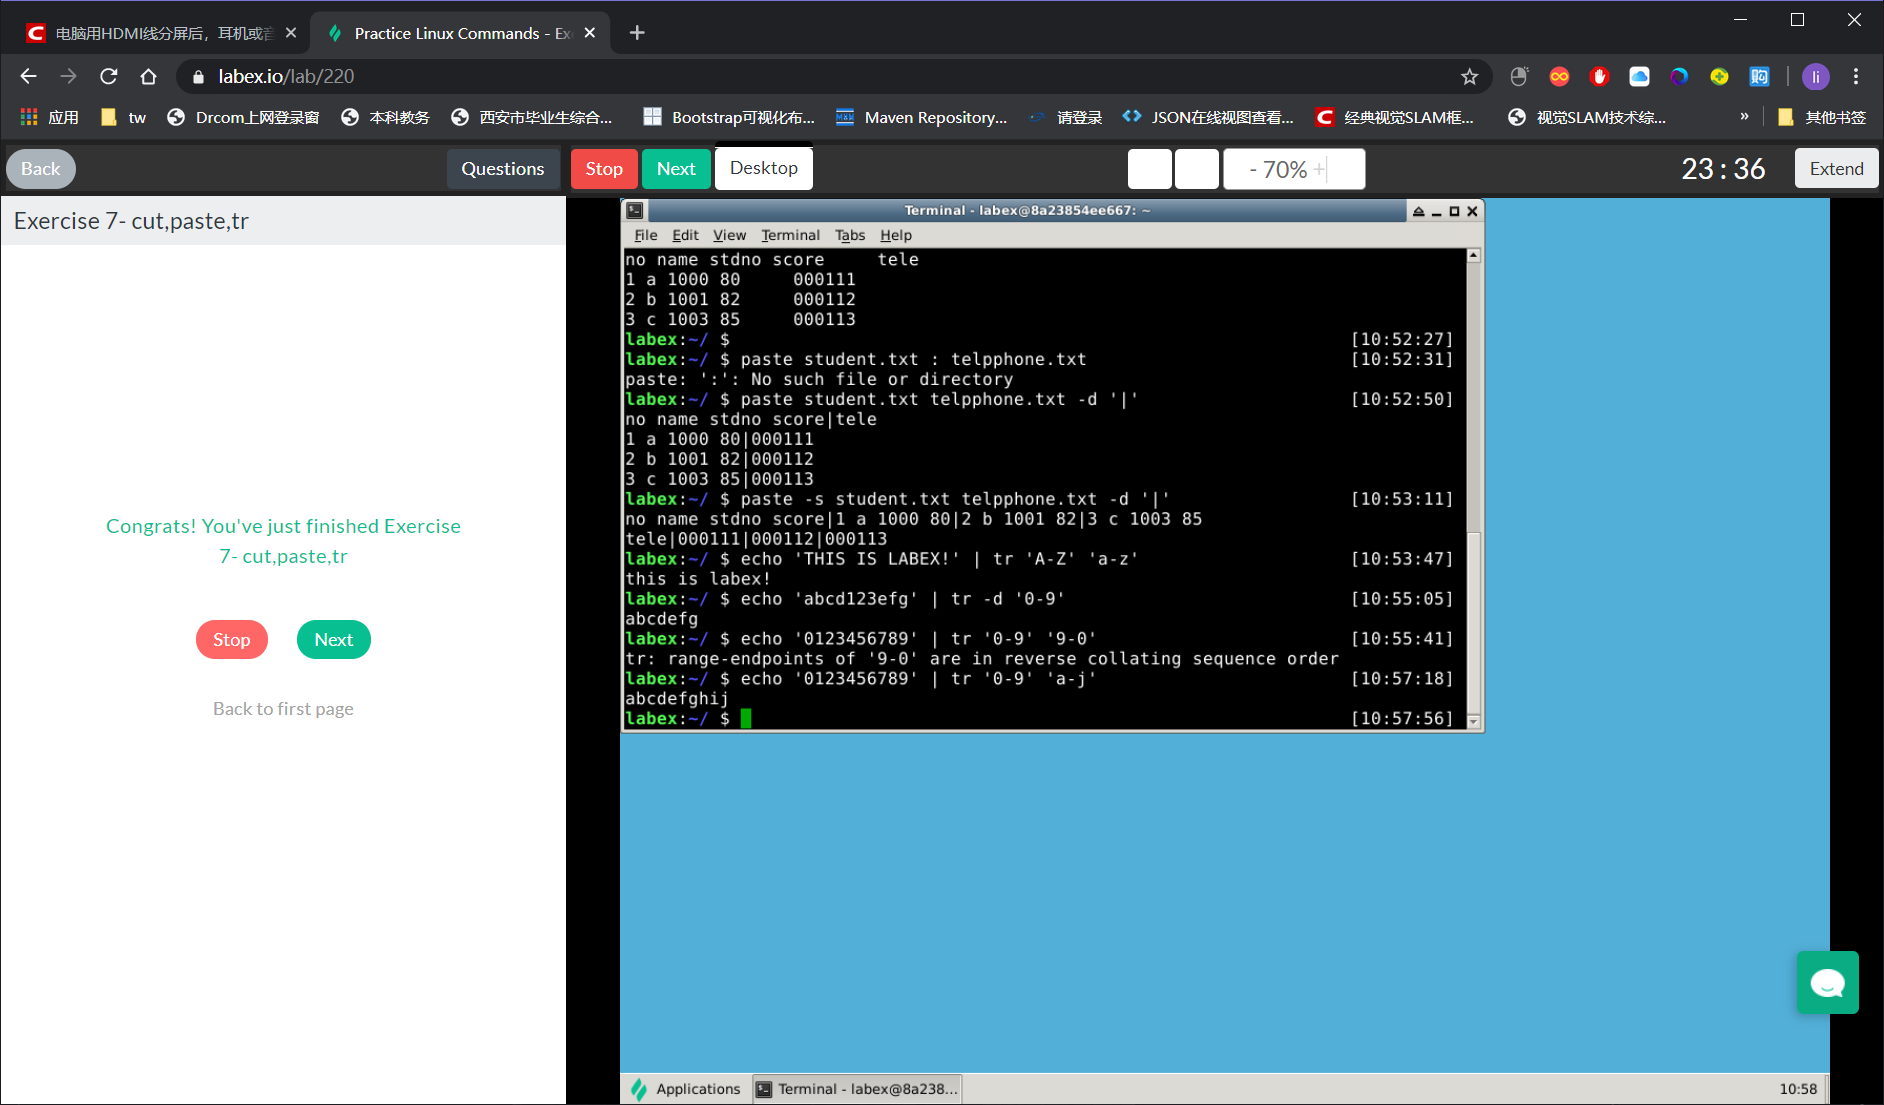 电脑用HDMI线分屏后，耳机或音
Practice Linux Commands - Exe
labex.io/lab/220
li
应用
tw
Drcom上网登录窗
本科教务
西安市毕业生综合...
Bootstrap可视化布...
Maven Repository...
请登录
JSON在线视图查看...
经典视觉SLAM框...
视觉SLAM技术综...
»
其他书签
Back
Questions
Stop
Next
Desktop
- 70% +
23 : 36
Extend
Exercise 7- cut,paste,tr
Congrats! You've just finished Exercise
7- cut,paste,tr
Stop
Next
Back to first page
Terminal - labex@8a23854ee667: ~
File Edit View Terminal Tabs Help
no name stdno score     tele
1 a 1000 80     000111
2 b 1001 82     000112
3 c 1003 85     000113
labex:~/ $ [10:52:27]
labex:~/ $ paste student.txt : telpphone.txt [10:52:31]
paste: ':': No such file or directory
labex:~/ $ paste student.txt telpphone.txt -d '|' [10:52:50]
no name stdno score|tele
1 a 1000 80|000111
2 b 1001 82|000112
3 c 1003 85|000113
labex:~/ $ paste -s student.txt telpphone.txt -d '|' [10:53:11]
no name stdno score|1 a 1000 80|2 b 1001 82|3 c 1003 85
tele|000111|000112|000113
labex:~/ $ echo 'THIS IS LABEX!' | tr 'A-Z' 'a-z' [10:53:47]
this is labex!
labex:~/ $ echo 'abcd123efg' | tr -d '0-9' [10:55:05]
abcdefg
labex:~/ $ echo '0123456789' | tr '0-9' '9-0' [10:55:41]
tr: range-endpoints of '9-0' are in reverse collating sequence order
labex:~/ $ echo '0123456789' | tr '0-9' 'a-j' [10:57:18]
abcdefghij
labex:~/ $ [10:57:56]
Applications
Terminal - labex@8a238...
10:58